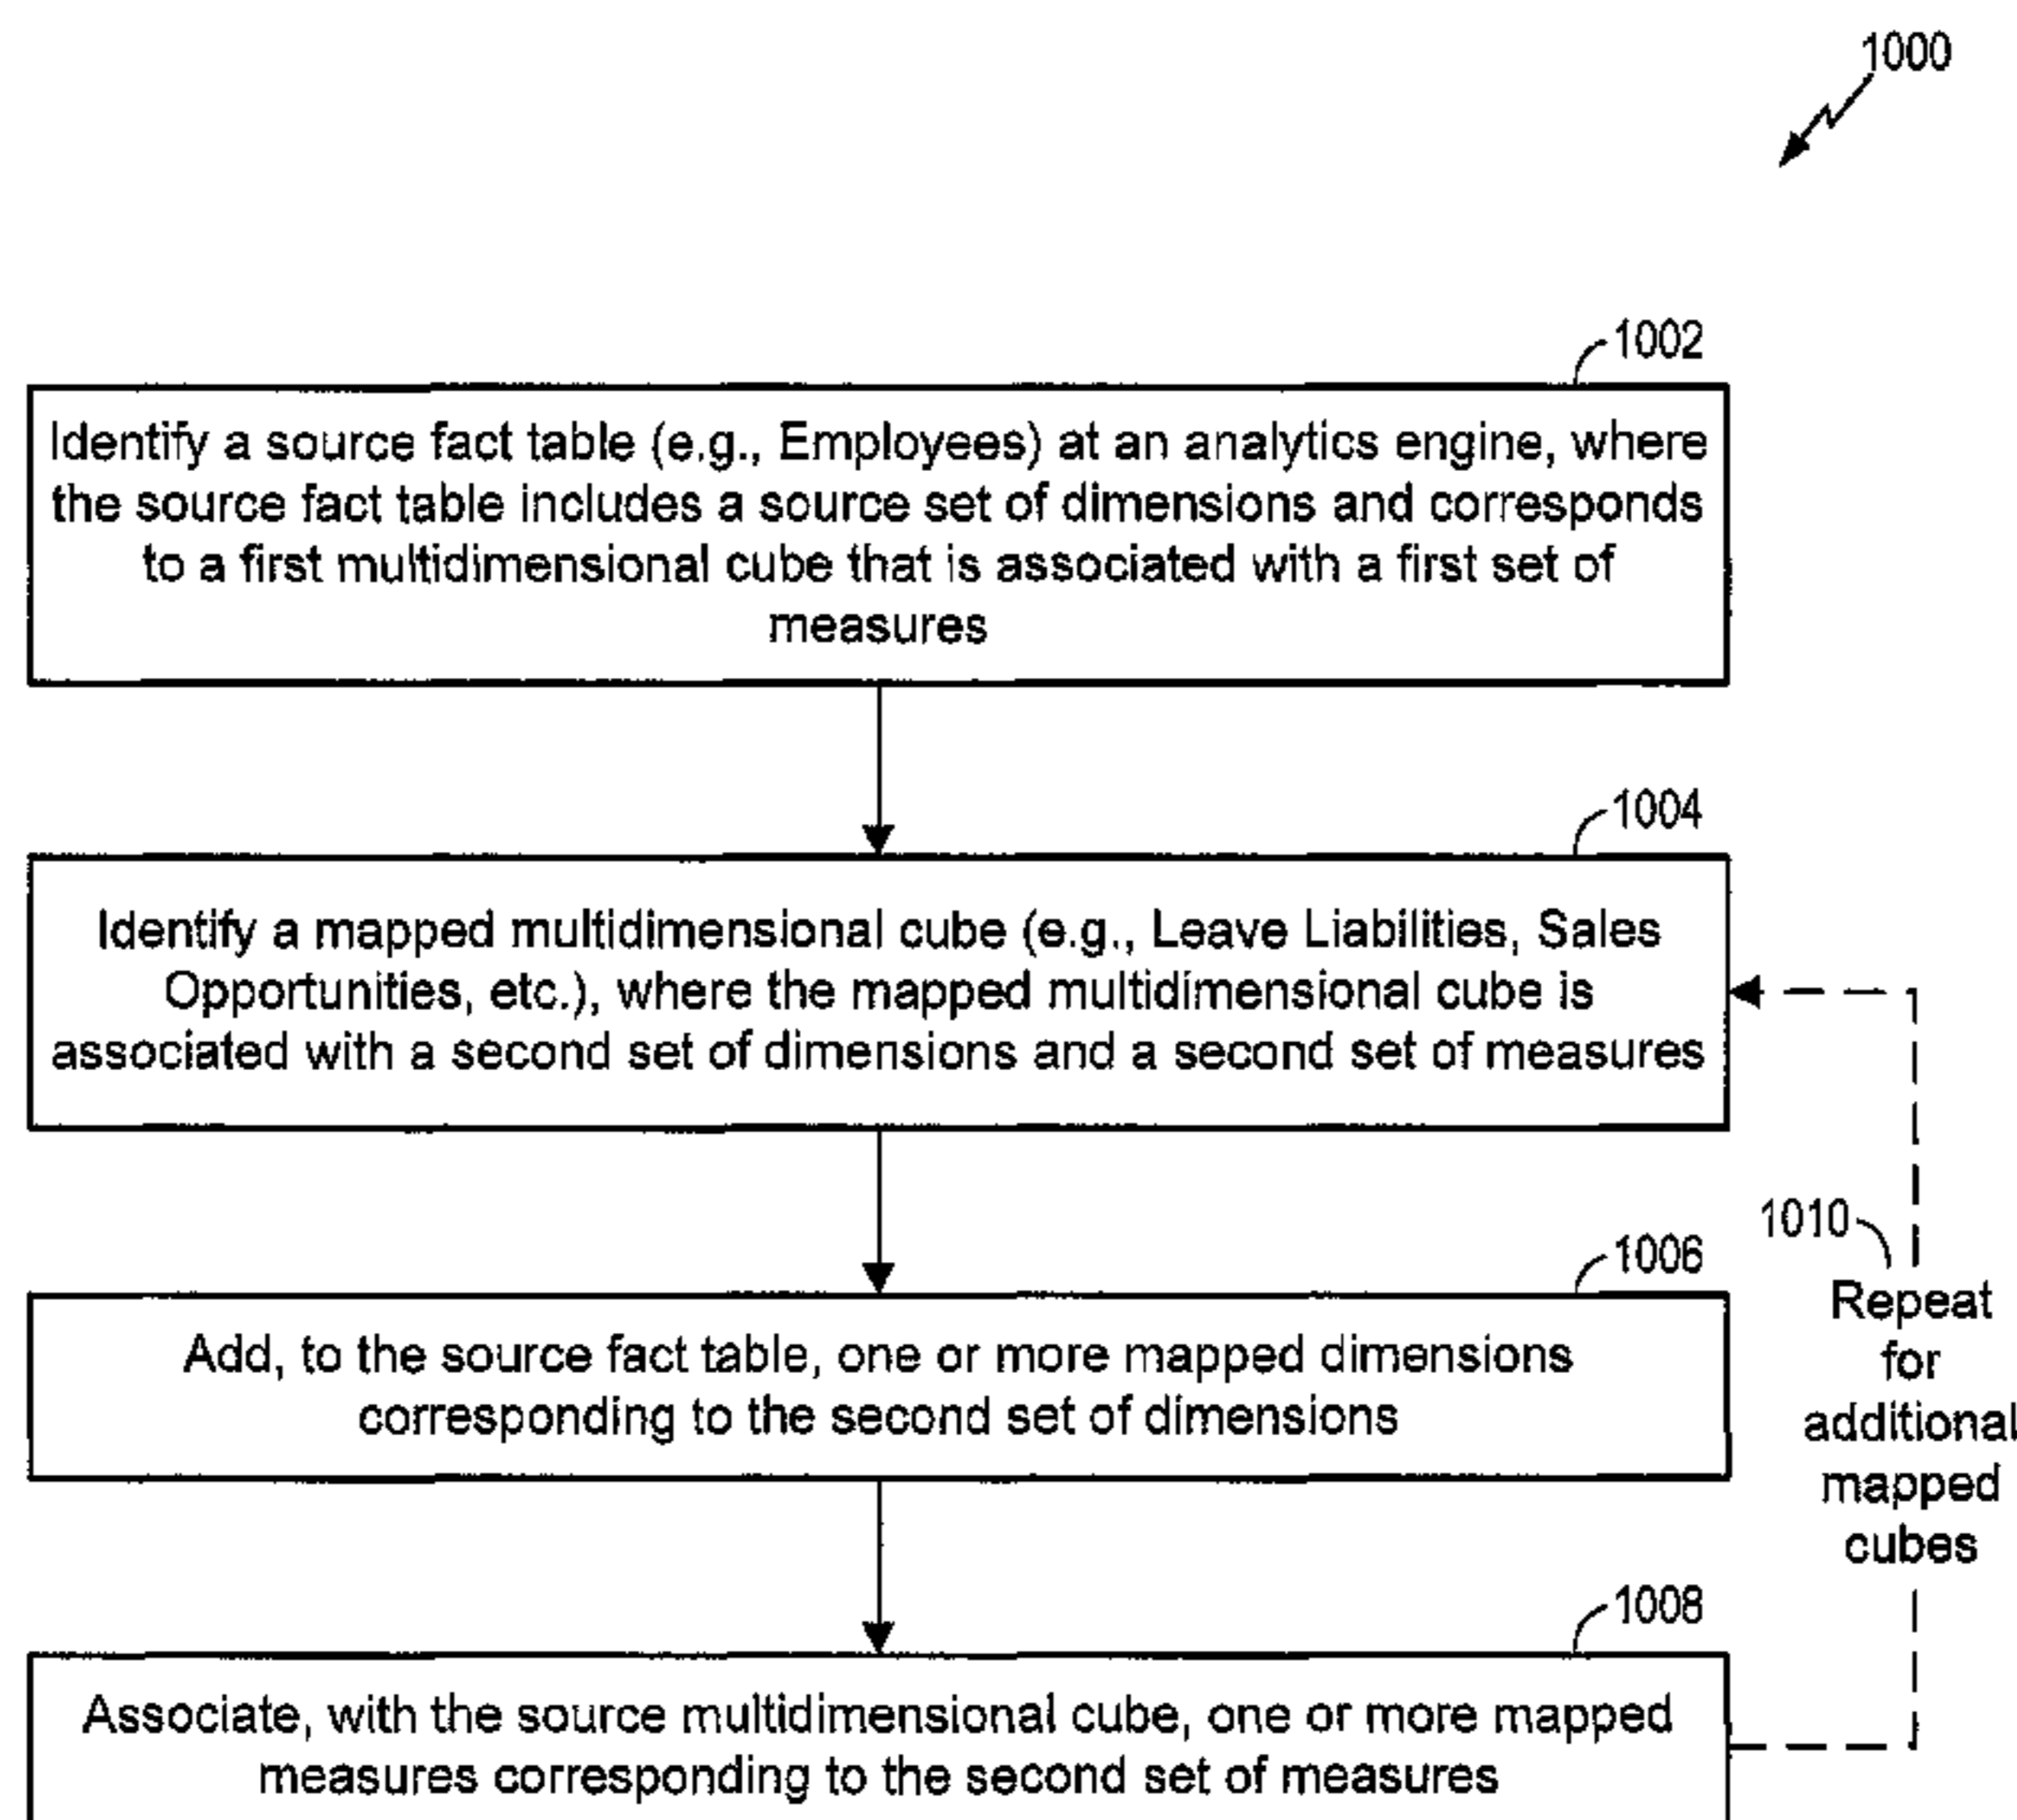 1000
1002
Identify a source fact table (e.g., Employees) at an analytics engine, where
the source fact table includes a source set of dimensions and corresponds
to a first multidimensional cube that is associated with a first set of
measures
1004
Identify a mapped multidimensional cube (e.g., Leave Liabilities, Sales
Opportunities, etc.), where the mapped multidimensional cube is
associated with a second set of dimensions and a second set of measures
1006
Add, to the source fact table, one or more mapped dimensions
corresponding to the second set of dimensions
1010
Repeat
for
additional
mapped
cubes
1008
Associate, with the source multidimensional cube, one or more mapped
measures corresponding to the second set of measures